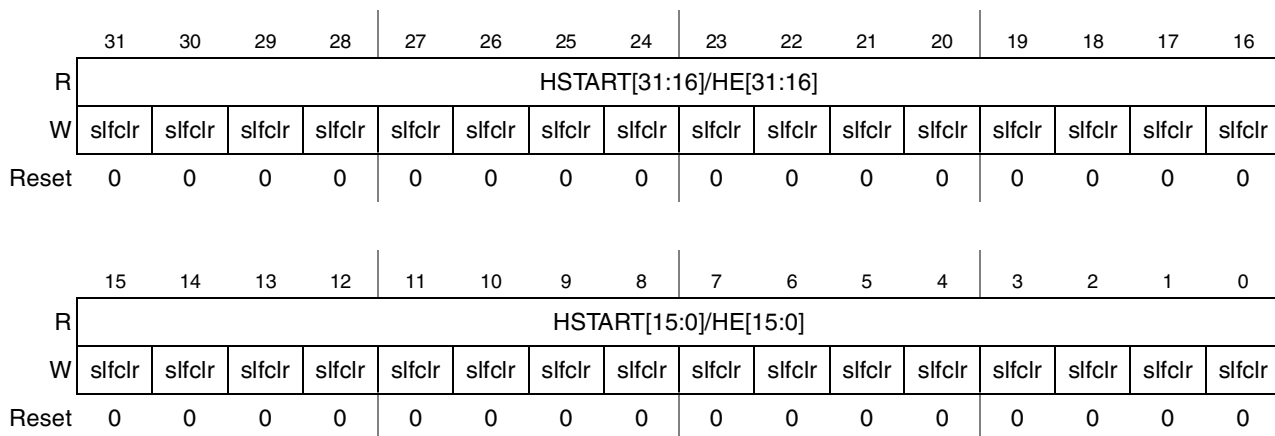 31 30 29 28 27 26 25 24 23 22 21 20 19 18 17 16
R HSTART[31:16]/HE[31:16]
W slfclr slfclr slfclr slfclr slfclr slfclr slfclr slfclr slfclr slfclr slfclr slfclr slfclr slfclr slfclr slfclr
Reset 0 0 0 0 0 0 0 0 0 0 0 0 0 0 0 0
15 14 13 12 11 10 9 8 7 6 5 4 3 2 1 0
R HSTART[15:0]/HE[15:0]
W slfclr slfclr slfclr slfclr slfclr slfclr slfclr slfclr slfclr slfclr slfclr slfclr slfclr slfclr slfclr slfclr
Reset 0 0 0 0 0 0 0 0 0 0 0 0 0 0 0 0